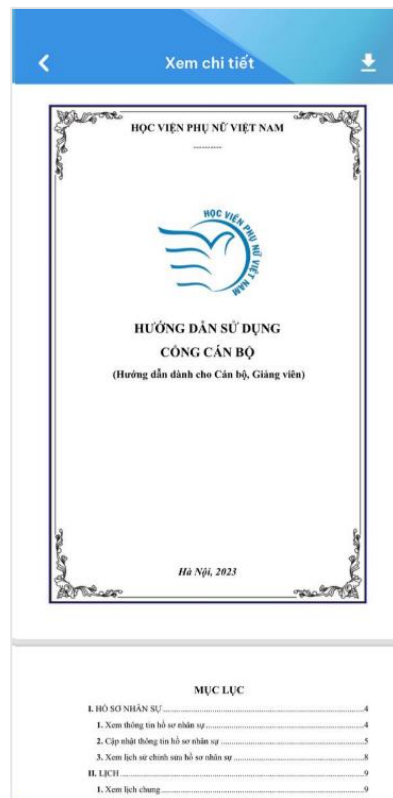 Xem chi tiết
HỌC VIỆN PHỤ NỮ VIỆT NAM
----------
HỌC VIỆN PHỤ NỮ VIỆT NAM
HƯỚNG DẪN SỬ DỤNG
CỔNG CÁN BỘ
(Hướng dẫn dành cho Cán bộ, Giảng viên)
Hà Nội, 2023
MỤC LỤC
I. HỒ SƠ NHÂN SỰ 4
1. Xem thông tin hồ sơ nhân sự 4
2. Cập nhật thông tin hồ sơ nhân sự 5
3. Xem lịch sử chỉnh sửa hồ sơ nhân sự 8
II. LỊCH 9
1. Xem lịch chung 9